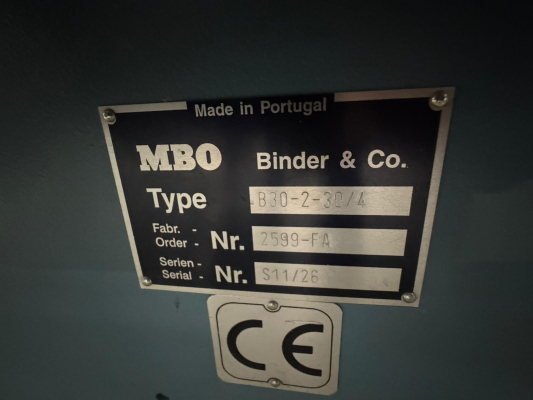 Made in Portugal
MBO Binder & Co.
Type B30-2-30/4
Fabr. -
Order - Nr. 2599-FA
Serien -
Serial - Nr. S11/26
CE